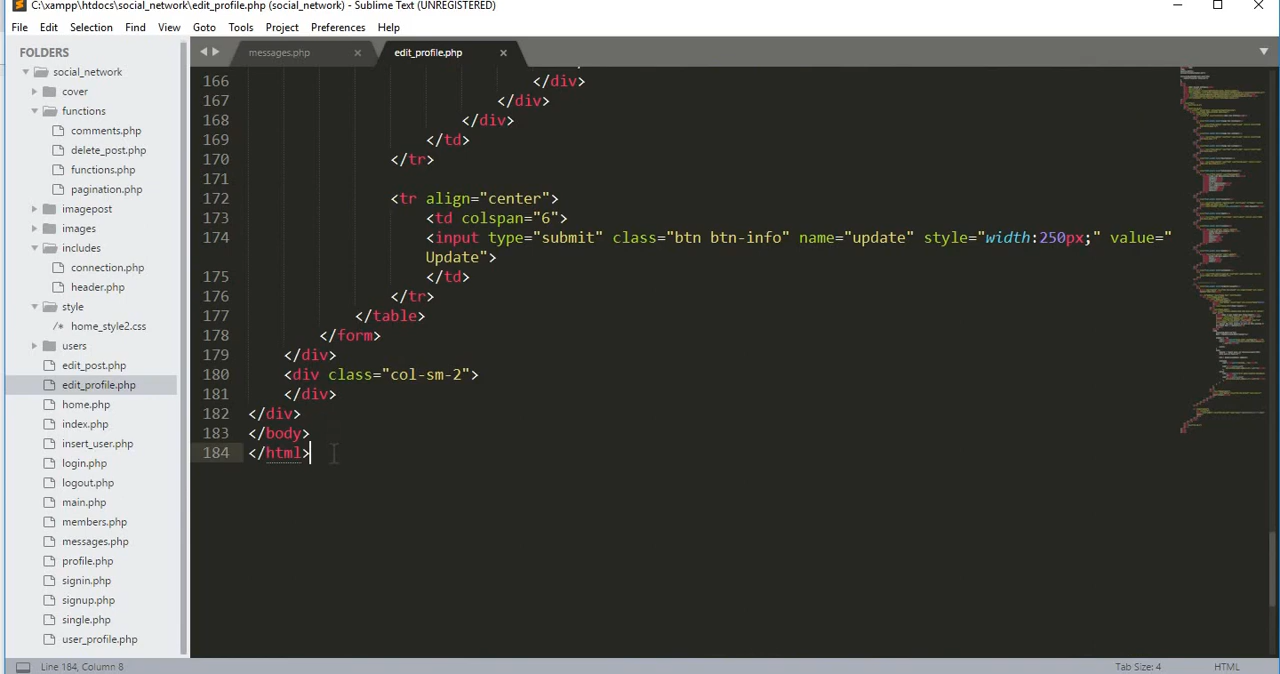 C:\xampp\htdocs\social_network\edit_profile.php (social_network) - Sublime Text (UNREGISTERED)
File Edit Selection Find View Goto Tools Project Preferences Help
FOLDERS
social_network
cover
functions
comments.php
delete_post.php
functions.php
pagination.php
imagepost
images
includes
connection.php
header.php
style
/* home_style2.css
users
edit_post.php
edit_profile.php
home.php
index.php
insert_user.php
login.php
logout.php
main.php
members.php
messages.php
profile.php
signin.php
signup.php
single.php
user_profile.php
messages.php × edit_profile.php ×
166 </div>
167 </div>
168 </div>
169 </td>
170 </tr>
171
172 <tr align="center">
173 <td colspan="6">
174 <input type="submit" class="btn btn-info" name="update" style="width:250px;" value="
Update">
175 </td>
176 </tr>
177 </table>
178 </form>
179 </div>
180 <div class="col-sm-2">
181 </div>
182 </div>
183 </body>
184 </html>
Line 184, Column 8
Tab Size: 4
HTML